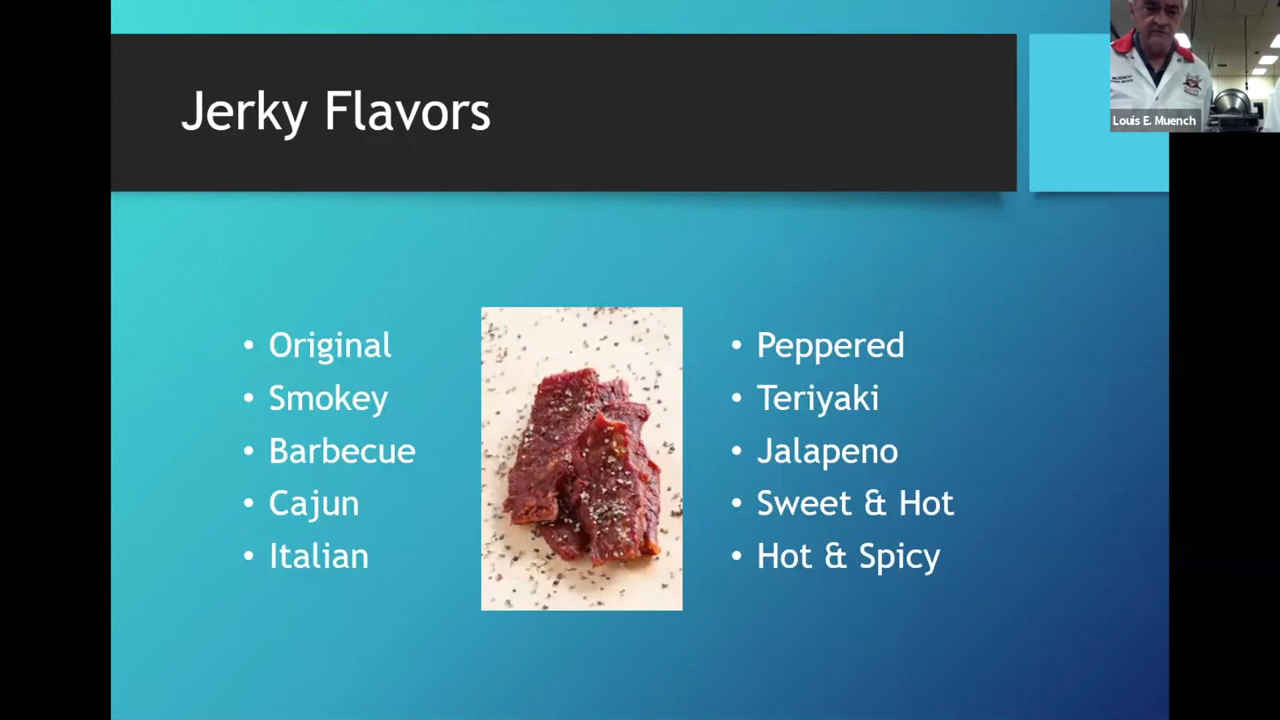 Jerky Flavors
Louis E. Muench
• Original
• Smokey
• Barbecue
• Cajun
• Italian
• Peppered
• Teriyaki
• Jalapeno
• Sweet & Hot
• Hot & Spicy